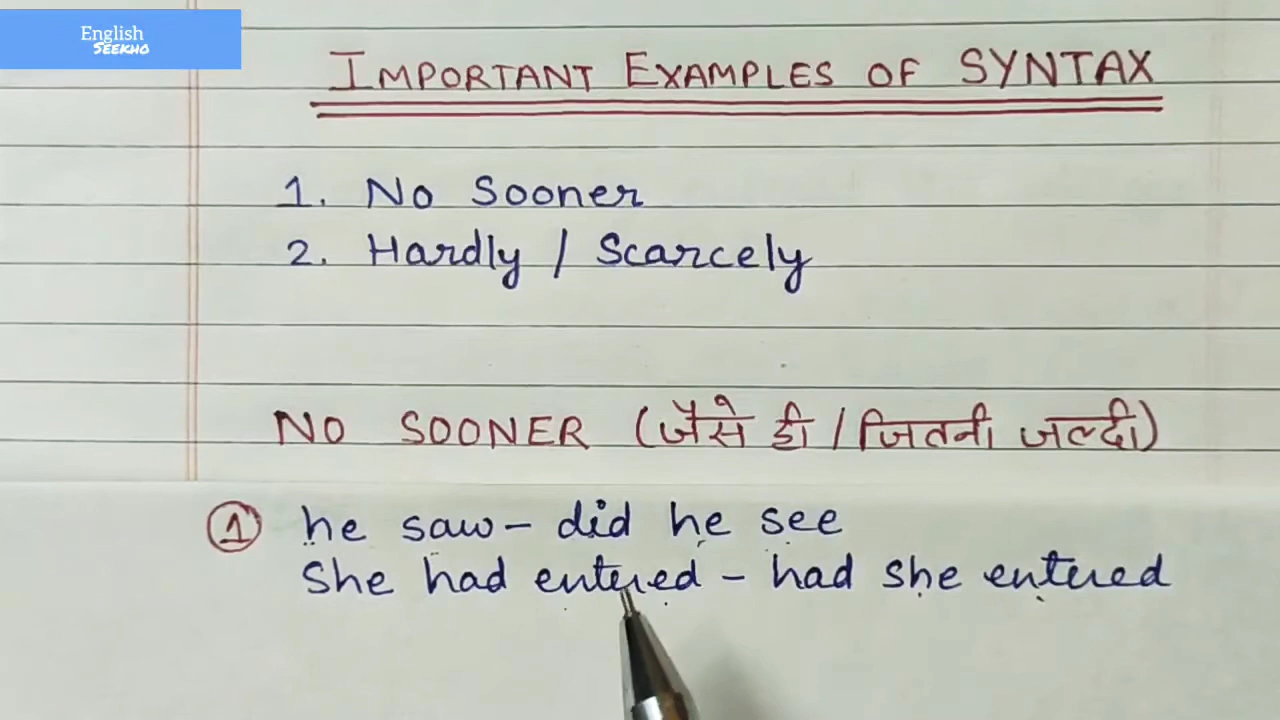 English
SEEKHO
IMPORTANT EXAMPLES OF SYNTAX
1. No Sooner
2. Hardly / Scarcely
NO SOONER (जैसे ही / जितनी जल्दी)
1 he saw - did he see
She had entered - had she entered